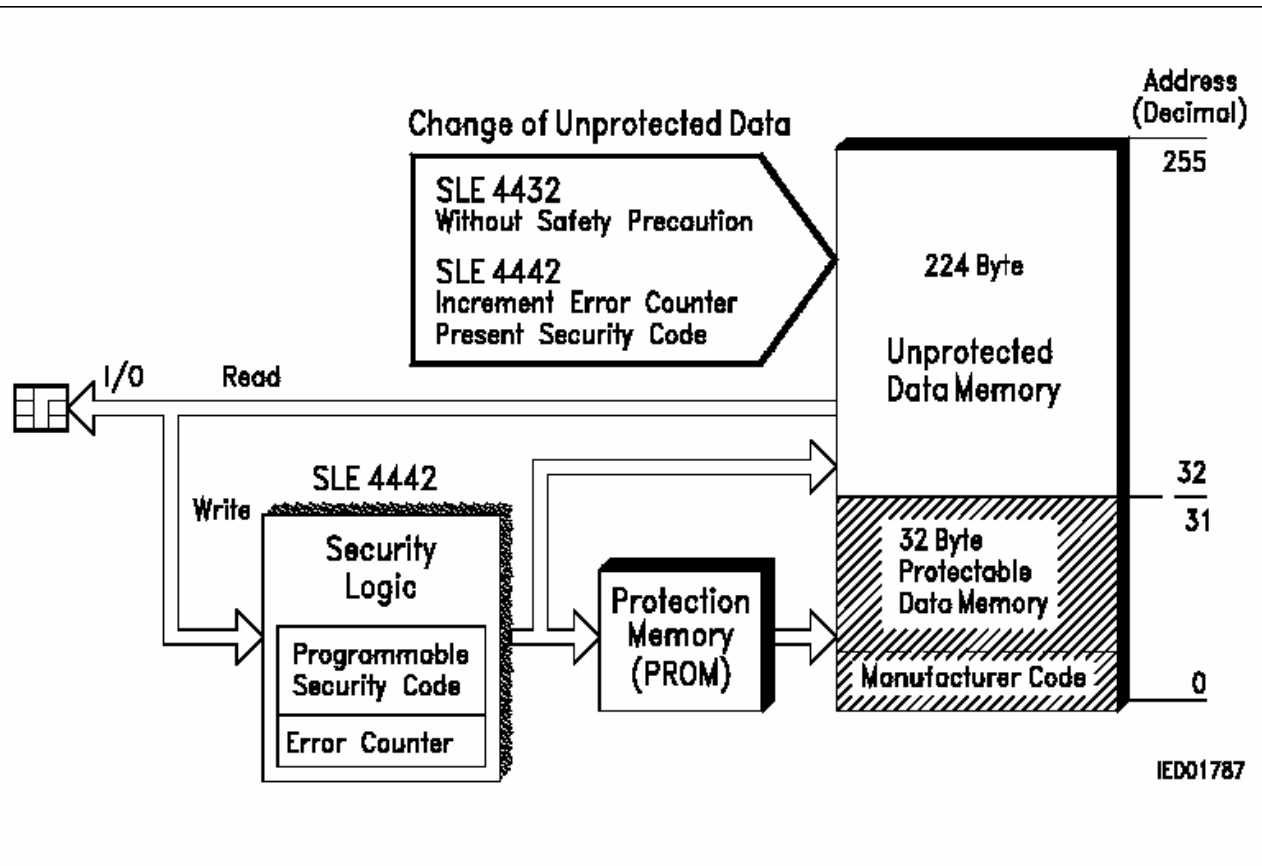 Address
(Decimal)
Change of Unprotected Data
255
SLE 4432
Without Safety Precaution
224 Byte
SLE 4442
Increment Error Counter
Present Security Code
Unprotected
Data Memory
I/O
Read
SLE 4442
32
Write
31
Security
Logic
32 Byte
Protectable
Data Memory
Protection
Memory
(PROM)
Programmable
Security Code
Manufacturer Code
0
Error Counter
IED01787